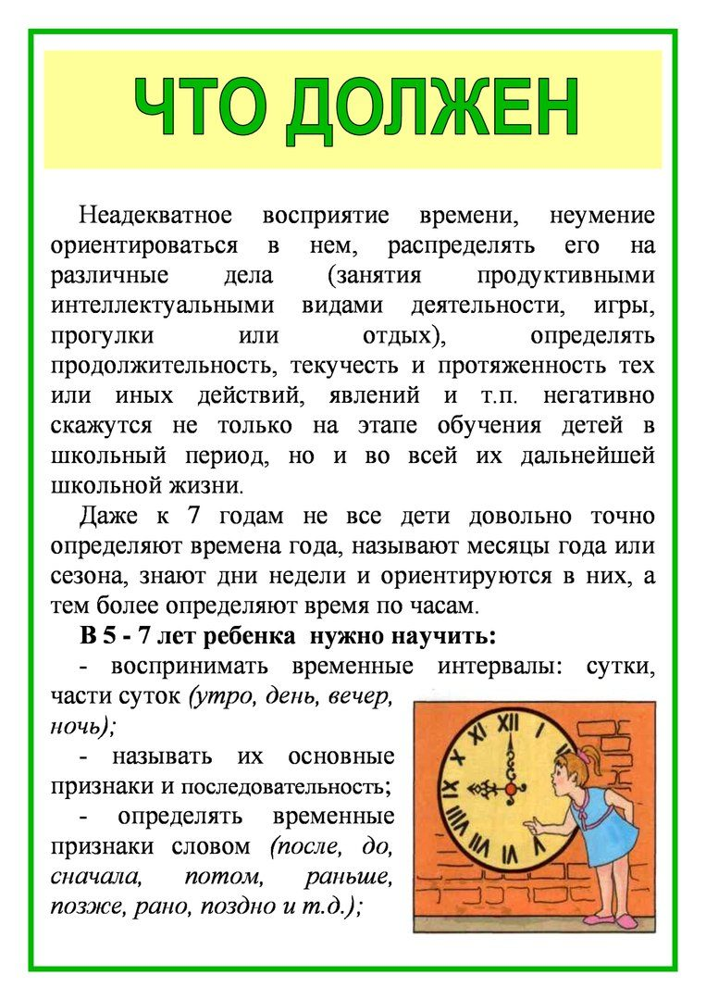 ЧТО ДОЛЖЕН
Неадекватное восприятие времени, неумение
ориентироваться в нем, распределять его на
различные дела (занятия продуктивными
интеллектуальными видами деятельности, игры,
прогулки или отдых), определять
продолжительность, текучесть и протяженность тех
или иных действий, явлений и т.п. негативно
скажутся не только на этапе обучения детей в
школьный период, но и во всей их дальнейшей
школьной жизни.
Даже к 7 годам не все дети довольно точно
определяют времена года, называют месяцы года или
сезона, знают дни недели и ориентируются в них, а
тем более определяют время по часам.
В 5 - 7 лет ребенка нужно научить:
- воспринимать временные интервалы: сутки,
части суток (утро, день, вечер,
ночь);
- называть их основные
признаки и последовательность;
- определять временные
признаки словом (после, до,
сначала, потом, раньше,
позже, рано, поздно и т.д.);
XII
I
XI
X
IX
VIII
VII
VI
IV